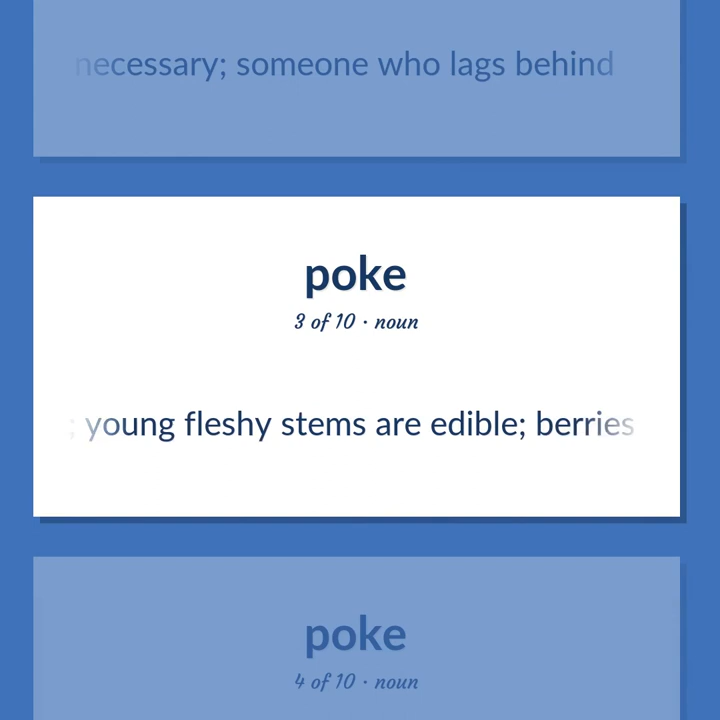 necessary; someone who lags behind
poke
3 of 10 · noun
; young fleshy stems are edible; berries
poke
4 of 10 · noun